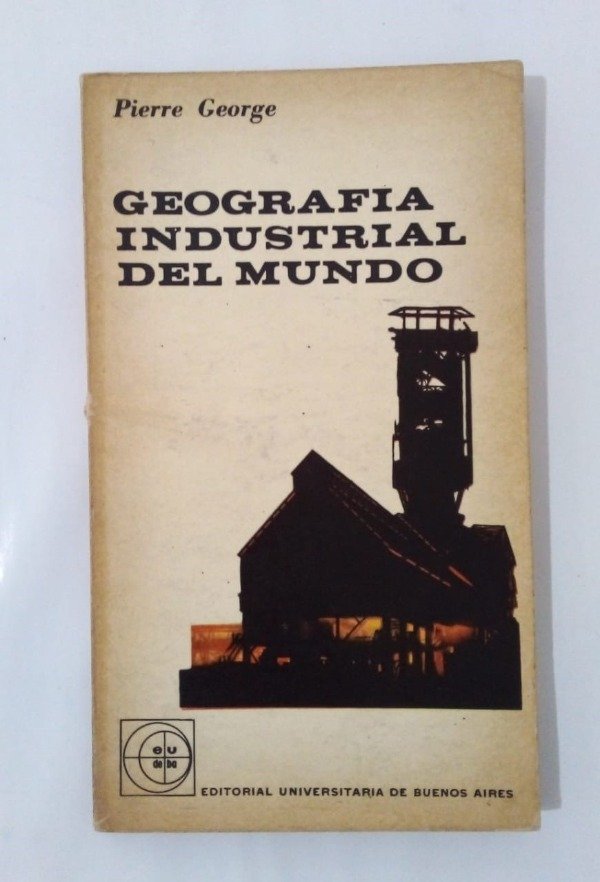 Pierre George
GEOGRAFIA
INDUSTRIAL
DEL MUNDO
eu
de ba
EDITORIAL UNIVERSITARIA DE BUENOS AIRES